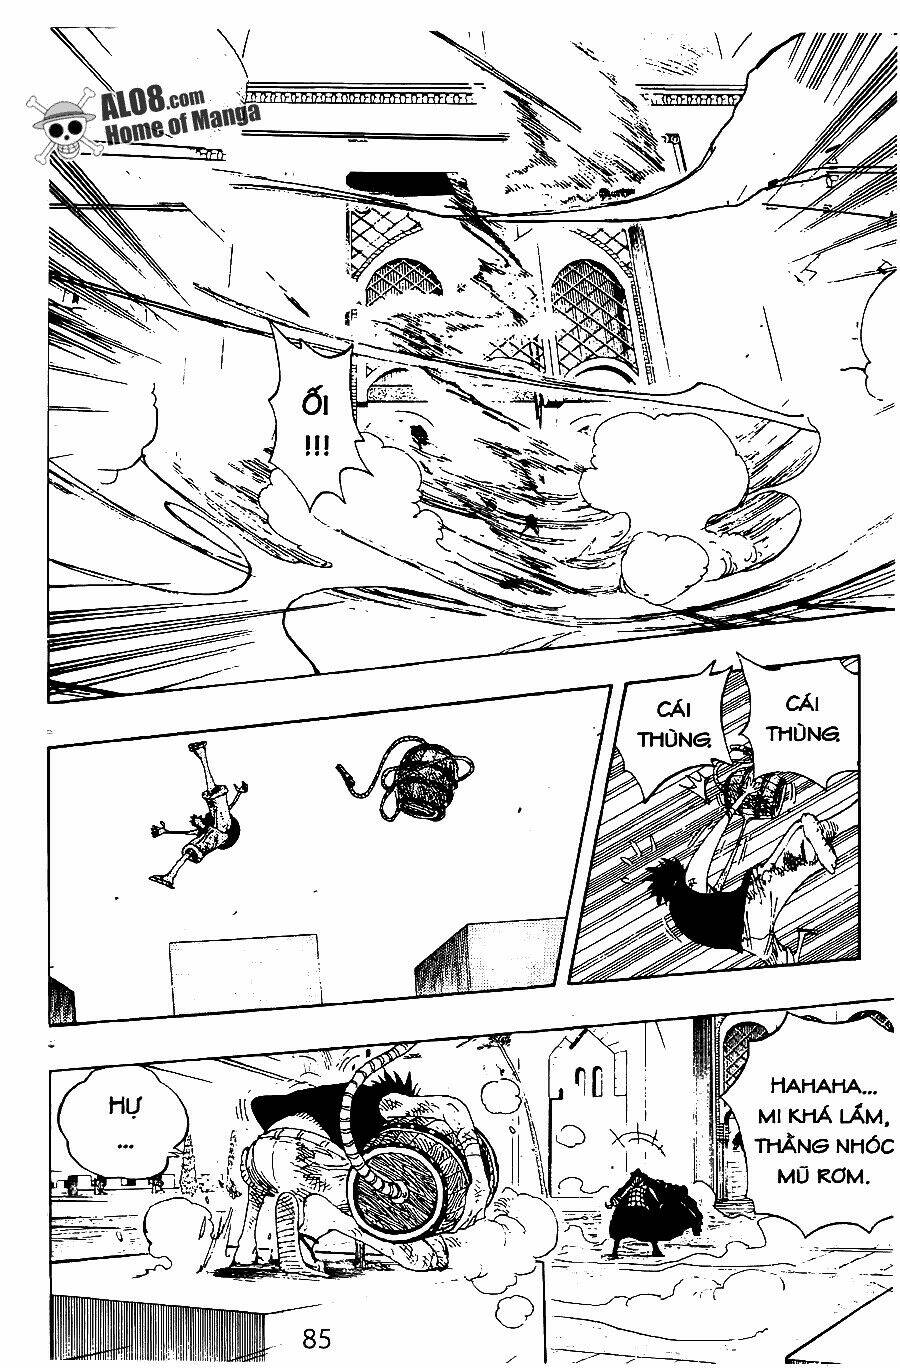 ALO8.com
Home of Manga
ỐI
!!!
CÁI
THÙNG.
CÁI
THÙNG.
HỰ
...
HAHAHA...
MI KHÁ LẮM,
THẰNG NHÓC
MŨ RƠM.
85